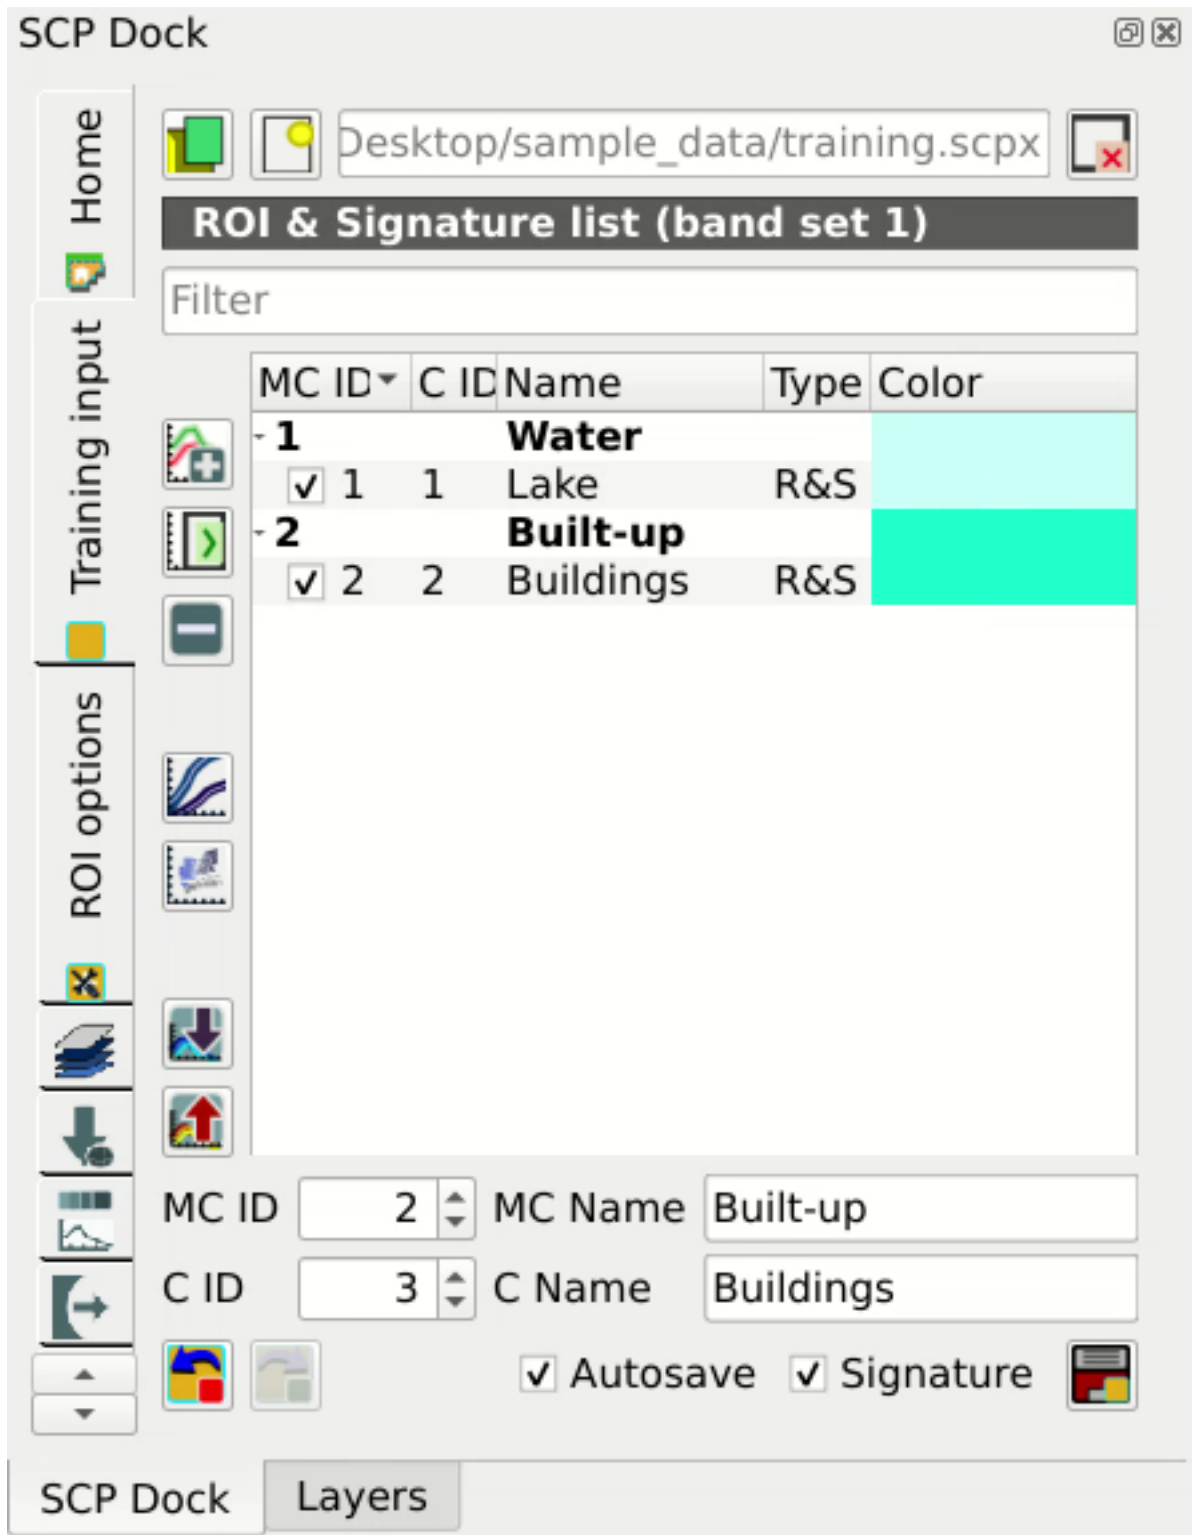 SCP Dock
Home
Training input
ROI options
Desktop/sample_data/training.scpx
ROI & Signature list (band set 1)
Filter
MC ID C ID Name Type Color
1 Water
1 1 Lake R&S
2 Built-up
2 2 Buildings R&S
MC ID 2 MC Name Built-up
C ID 3 C Name Buildings
Autosave Signature
SCP Dock Layers